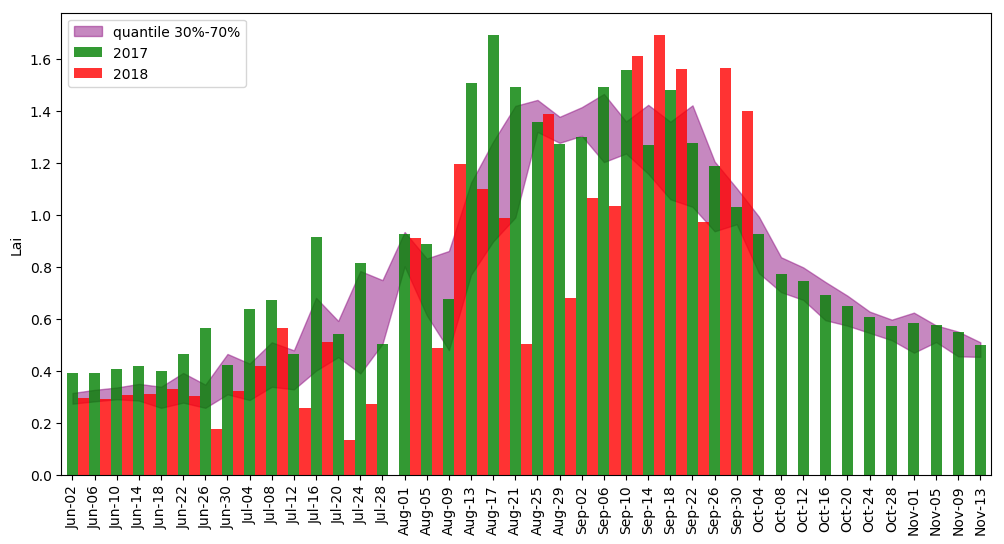 quantile 30%-70%
2017
2018
Lai
1.6
1.4
1.2
1.0
0.8
0.6
0.4
0.2
0.0
Jun-02
Jun-06
Jun-10
Jun-14
Jun-18
Jun-22
Jun-26
Jun-30
Jul-04
Jul-08
Jul-12
Jul-16
Jul-20
Jul-24
Jul-28
Aug-01
Aug-05
Aug-09
Aug-13
Aug-17
Aug-21
Aug-25
Aug-29
Sep-02
Sep-06
Sep-10
Sep-14
Sep-18
Sep-22
Sep-26
Sep-30
Oct-04
Oct-08
Oct-12
Oct-16
Oct-20
Oct-24
Oct-28
Nov-01
Nov-05
Nov-09
Nov-13